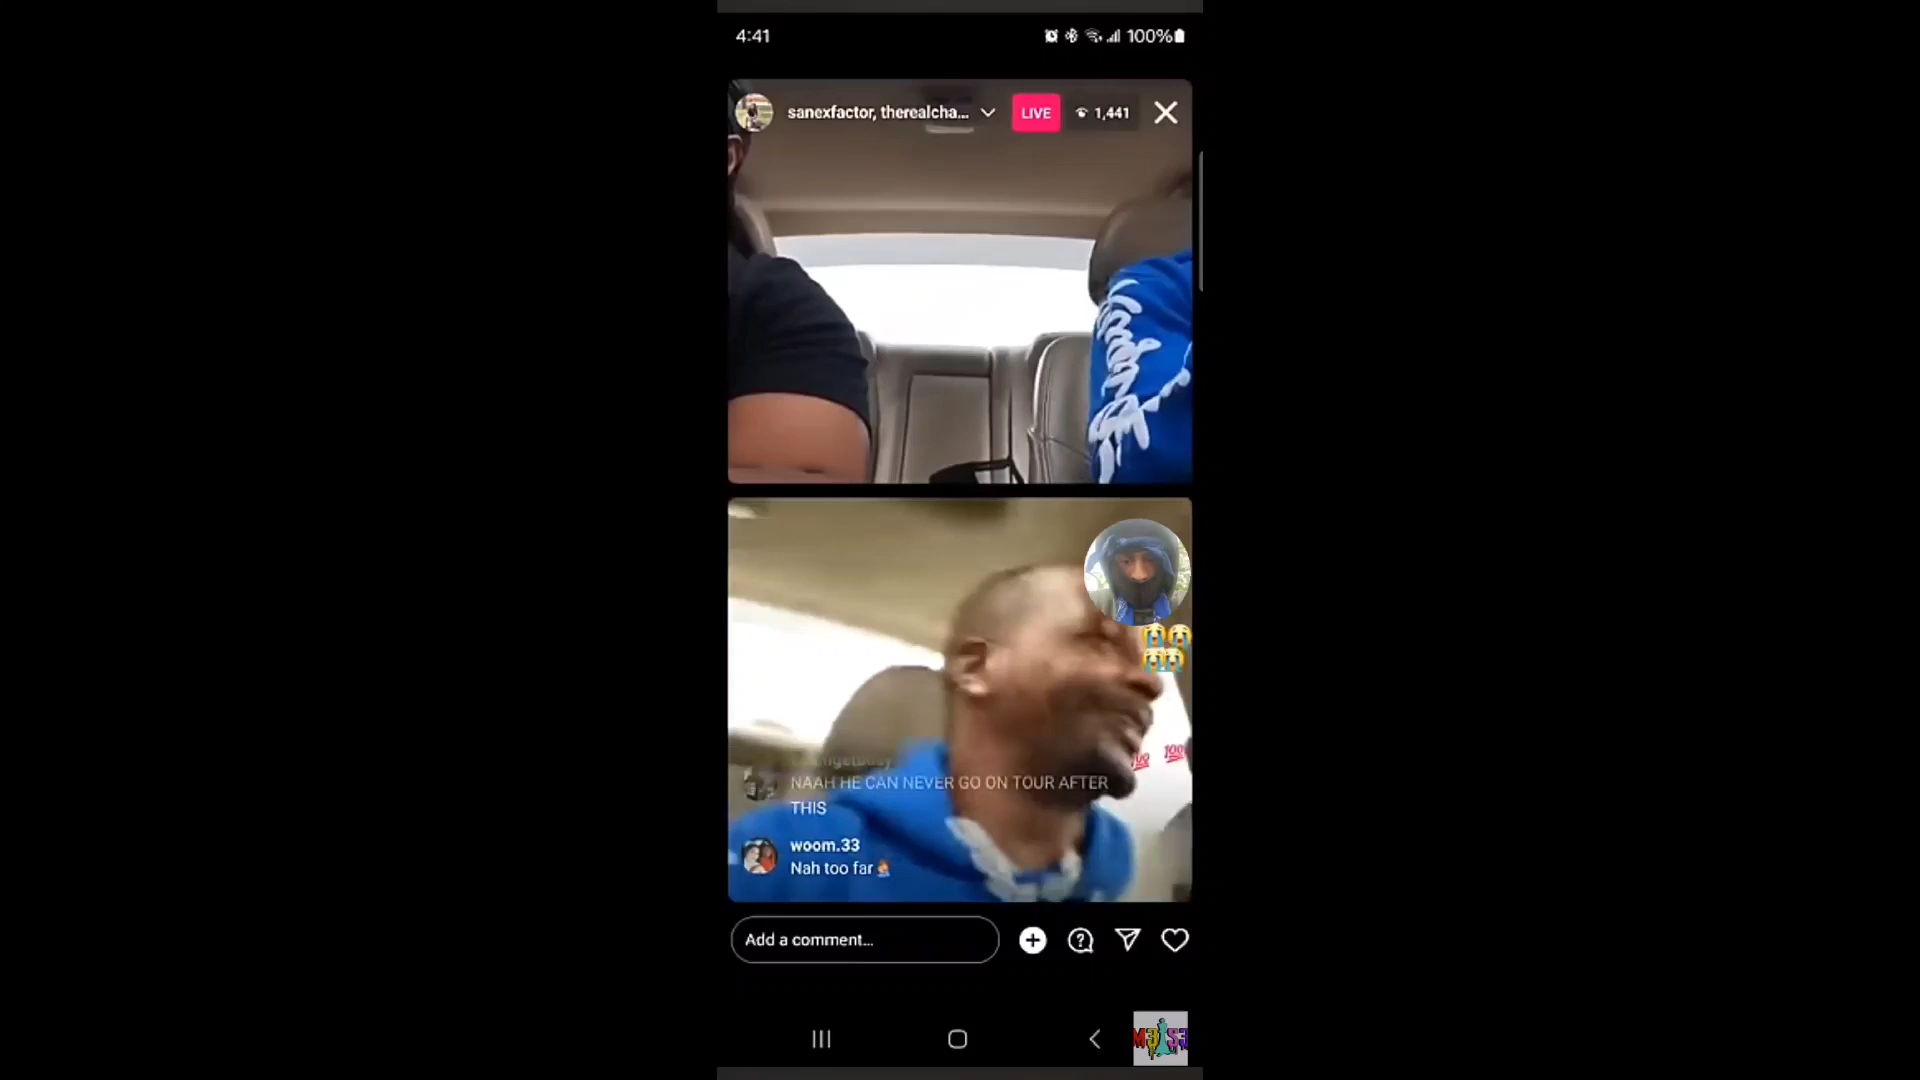 4:41
100%
sanexfactor, therealcha...
LIVE
1,441
NAAH HE CAN NEVER GO ON TOUR AFTER
THIS
woom.33
Nah too far
Add a comment...